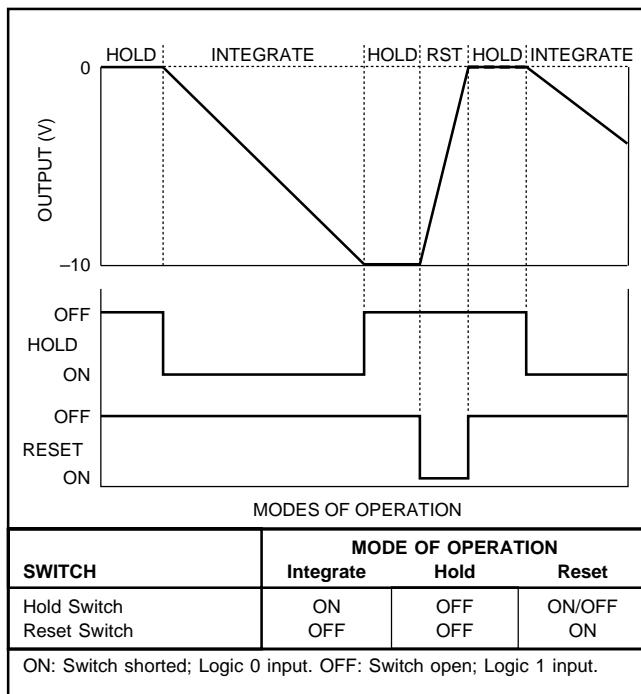 HOLD INTEGRATE HOLD RST HOLD INTEGRATE
0
OUTPUT (V)
–10
OFF
HOLD
ON
OFF
RESET
ON
MODES OF OPERATION
MODE OF OPERATION
SWITCH Integrate Hold Reset
Hold Switch ON OFF ON/OFF
Reset Switch OFF OFF ON
ON: Switch shorted; Logic 0 input. OFF: Switch open; Logic 1 input.